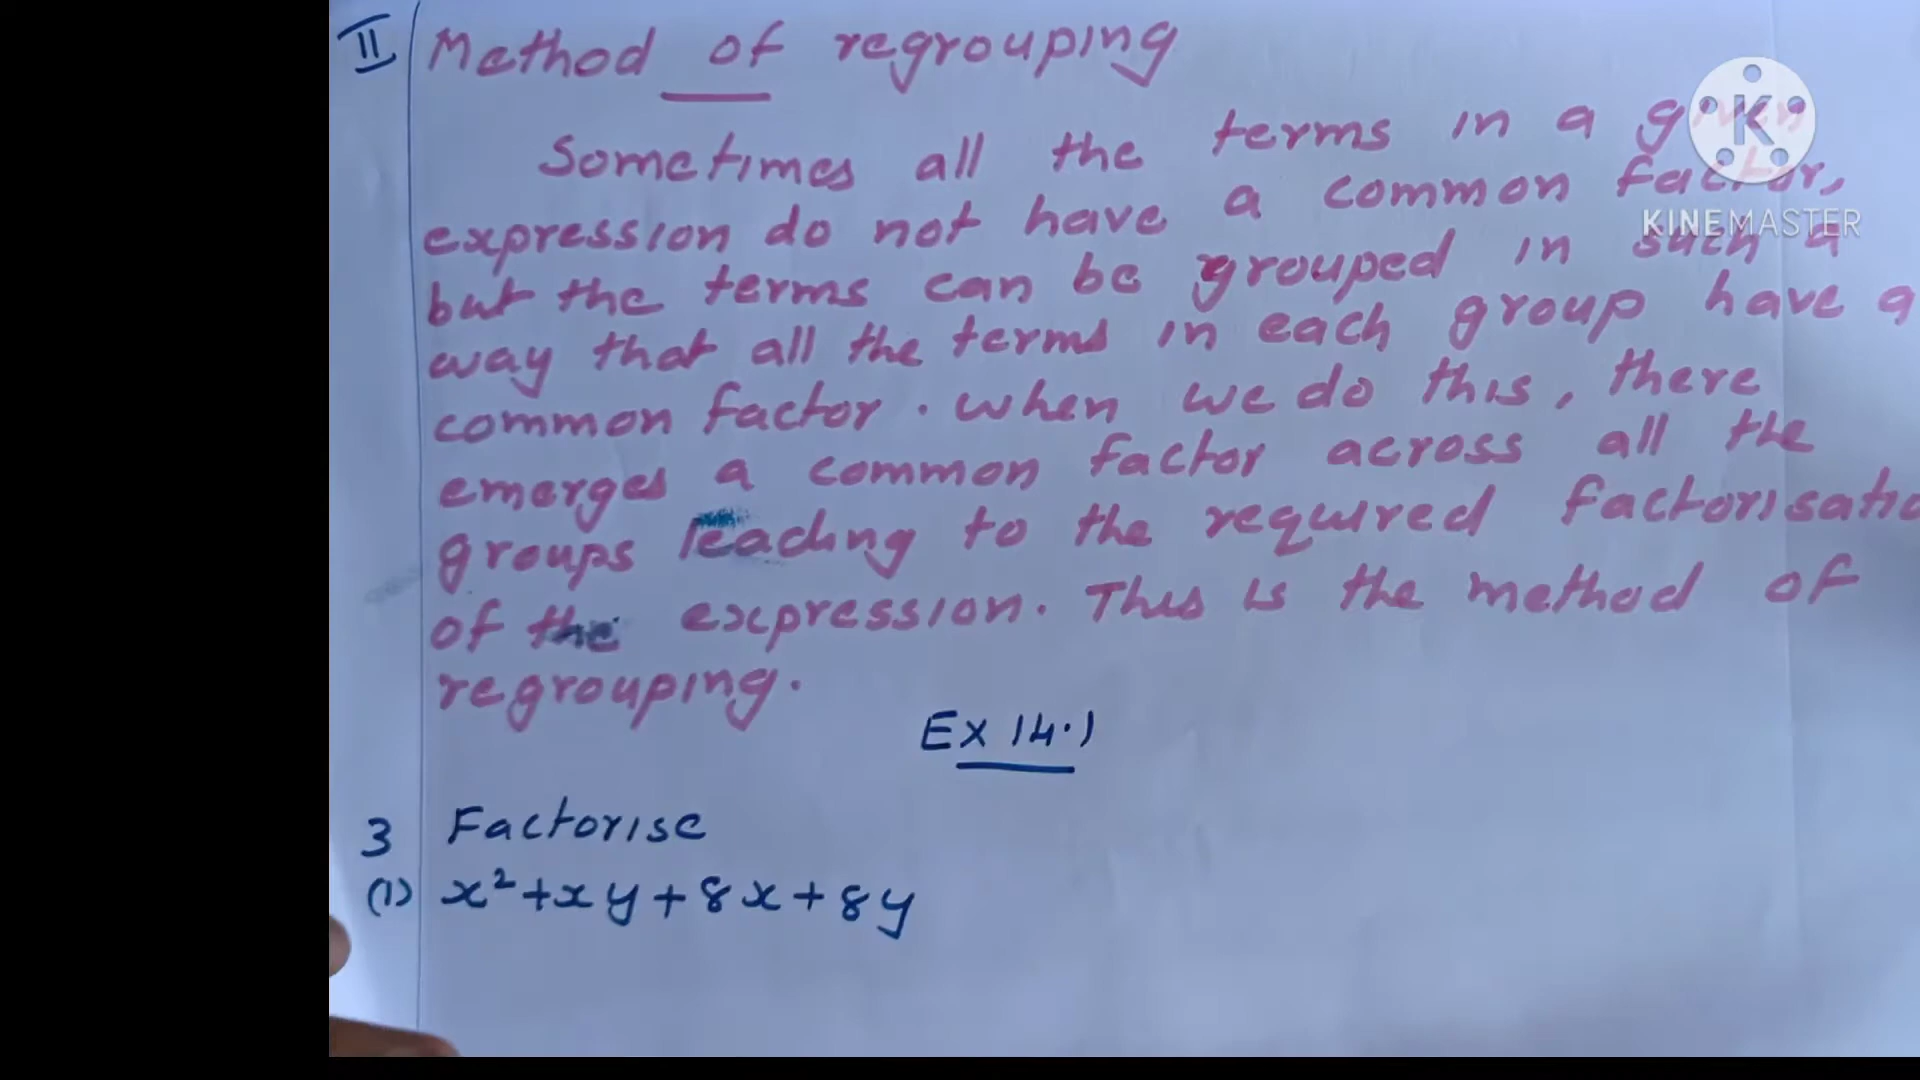 II Method of regrouping
Sometimes all the terms in a given
expression do not have a common factor,
KINEMASTER
but the terms can be grouped in such a
way that all the terms in each group have a
common factor. When we do this, there
emerges a common factor across all the
groups leading to the required factorisatio
of the expression. This is the method of
regrouping.
Ex 14.1
3 Factorise
(1) x²+xy+8x+8y